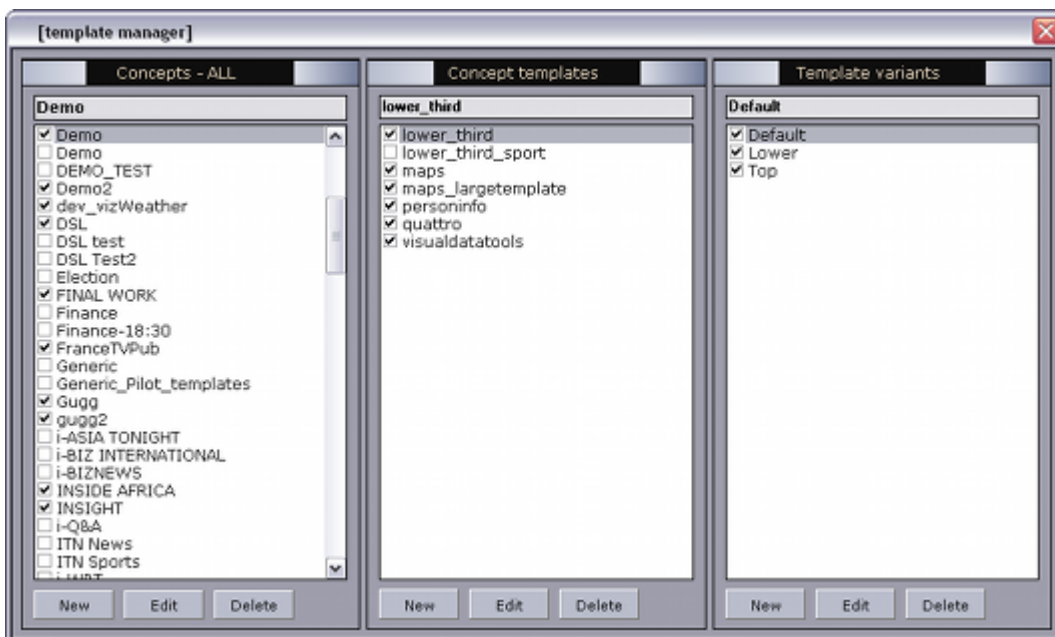 [template manager]
Concepts - ALL
Demo
Demo
Demo
DEMO_TEST
Demo2
dev_vizWeather
DSL
DSL test
DSL Test2
Election
FINAL WORK
Finance
Finance-18:30
FranceTVPub
Generic
Generic_Pilot_templates
Gugg
gugg2
i-ASIA TONIGHT
i-BIZ INTERNATIONAL
i-BIZNEWS
INSIDE AFRICA
INSIGHT
i-Q&A
ITN News
ITN Sports
New Edit Delete
Concept templates
lower_third
lower_third
lower_third_sport
maps
maps_largetemplate
personinfo
quattro
visualdatatools
New Edit Delete
Template variants
Default
Default
Lower
Top
New Edit Delete